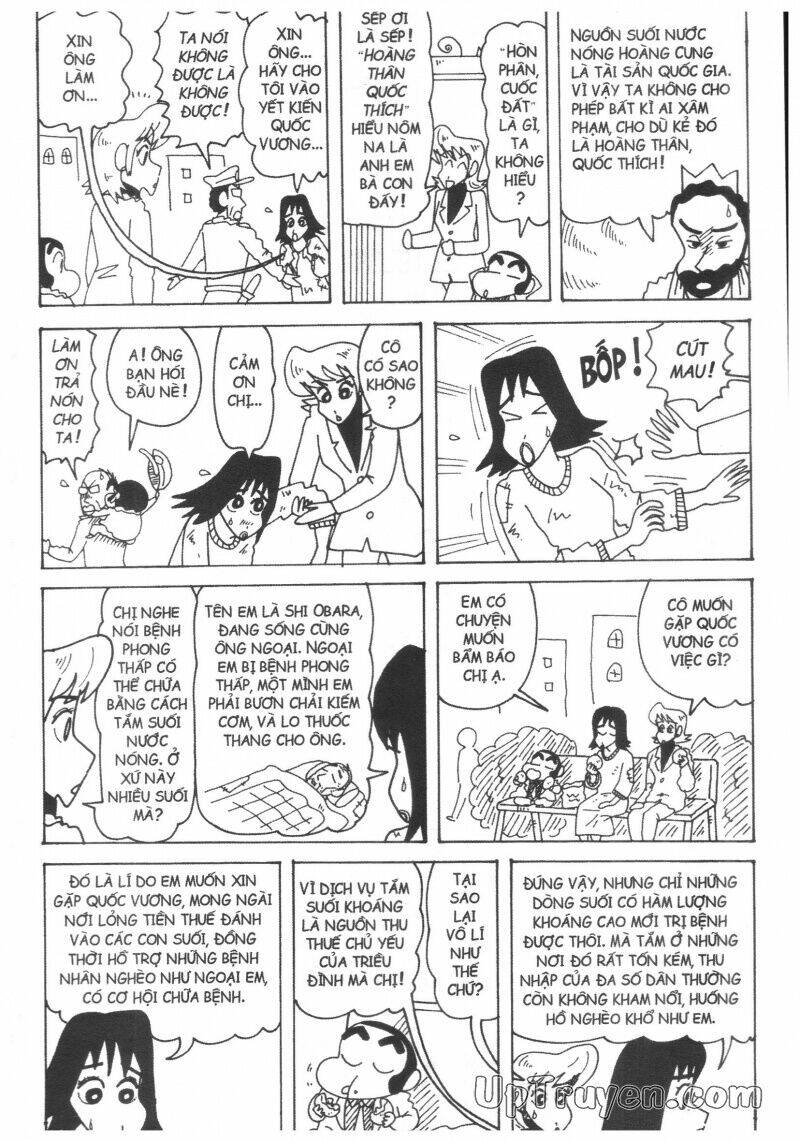 NGUỒN SUỐI NƯỚC
NÓNG HOÀNG CUNG
LÀ TÀI SẢN QUỐC GIA.
VÌ VẬY TA KHÔNG CHO
PHÉP BẤT KÌ AI XÂM
PHẠM, CHO DÙ KẺ ĐÓ
LÀ HOÀNG THÂN,
QUỐC THÍCH!
"HÒN
PHÂN,
CUỐC
ĐẤT"
LÀ GÌ,
TA
KHÔNG
HIỂU
?
SẾP ƠI
LÀ SẾP!
"HOÀNG
THÂN
QUỐC
THÍCH"
HIỂU NÔM
NA LÀ
ANH EM
BÀ CON
ĐẤY!
XIN
ÔNG...
HÃY CHO
TÔI VÀO
YẾT KIẾN
QUỐC
VƯƠNG...
TA NÓI
KHÔNG
ĐƯỢC LÀ
KHÔNG
ĐƯỢC!
XIN
ÔNG
LÀM
ƠN...
CÚT
MAU!
BỐP!
CÔ
CÓ SAO
KHÔNG?
CẢM
ƠN
CHỊ...
A! ÔNG
BẠN HÓI
ĐẦU NÈ!
LÀM
ƠN
TRẢ
NÓN
CHO
TA!
CÔ MUỐN
GẶP QUỐC
VƯƠNG CÓ
VIỆC GÌ?
EM CÓ
CHUYỆN
MUỐN
BẨM BÁO
CHỊ Ạ.
TÊN EM LÀ SHI OBARA,
ĐANG SỐNG CÙNG
ÔNG NGOẠI. NGOẠI
EM BỊ BỆNH PHONG
THẤP, MỘT MÌNH EM
PHẢI BƯƠN CHẢI KIẾM
CƠM, VÀ LO THUỐC
THANG CHO ÔNG.
CHỊ NGHE
NÓI BỆNH
PHONG
THẤP CÓ
THỂ CHỮA
BẰNG CÁCH
TẮM SUỐI
NƯỚC
NÓNG. Ở
XỨ NÀY
NHIỀU SUỐI
MÀ?
ĐÚNG VẬY, NHƯNG CHỈ NHỮNG
DÒNG SUỐI CÓ HÀM LƯỢNG
KHOÁNG CAO MỚI TRỊ BỆNH
ĐƯỢC THÔI. MÀ TẮM Ở NHỮNG
NƠI ĐÓ RẤT TỐN KÉM, THU
NHẬP CỦA ĐA SỐ DÂN THƯỜNG
CÒN KHÔNG KHAM NỔI, HUỐNG
HỒ NGHÈO KHỔ NHƯ EM.
TẠI
SAO
LẠI
VÔ LÍ
NHƯ
THẾ
CHỨ?
VÌ DỊCH VỤ TẮM
SUỐI KHOÁNG
LÀ NGUỒN THU
THUẾ CHỦ YẾU
CỦA TRIỀU
ĐÌNH MÀ CHỊ!
ĐÓ LÀ LÍ DO EM MUỐN XIN
GẶP QUỐC VƯƠNG, MONG NGÀI
NỚI LỎNG TIỀN THUẾ ĐÁNH
VÀO CÁC CON SUỐI, ĐỒNG
THỜI HỖ TRỢ NHỮNG BỆNH
NHÂN NGHÈO NHƯ NGOẠI EM,
CÓ CƠ HỘI CHỮA BỆNH.
UpTruyen.com